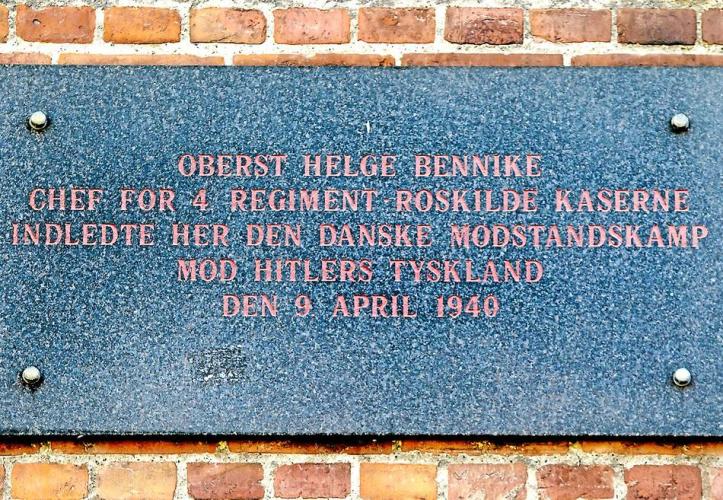 OBERST HELGE BENNIKE
CHEF FOR 4 REGIMENT-ROSKILDE KASERNE
INDLEDTE HER DEN DANSKE MODSTANDSKAMP
MOD HITLERS TYSKLAND
DEN 9 APRIL 1940